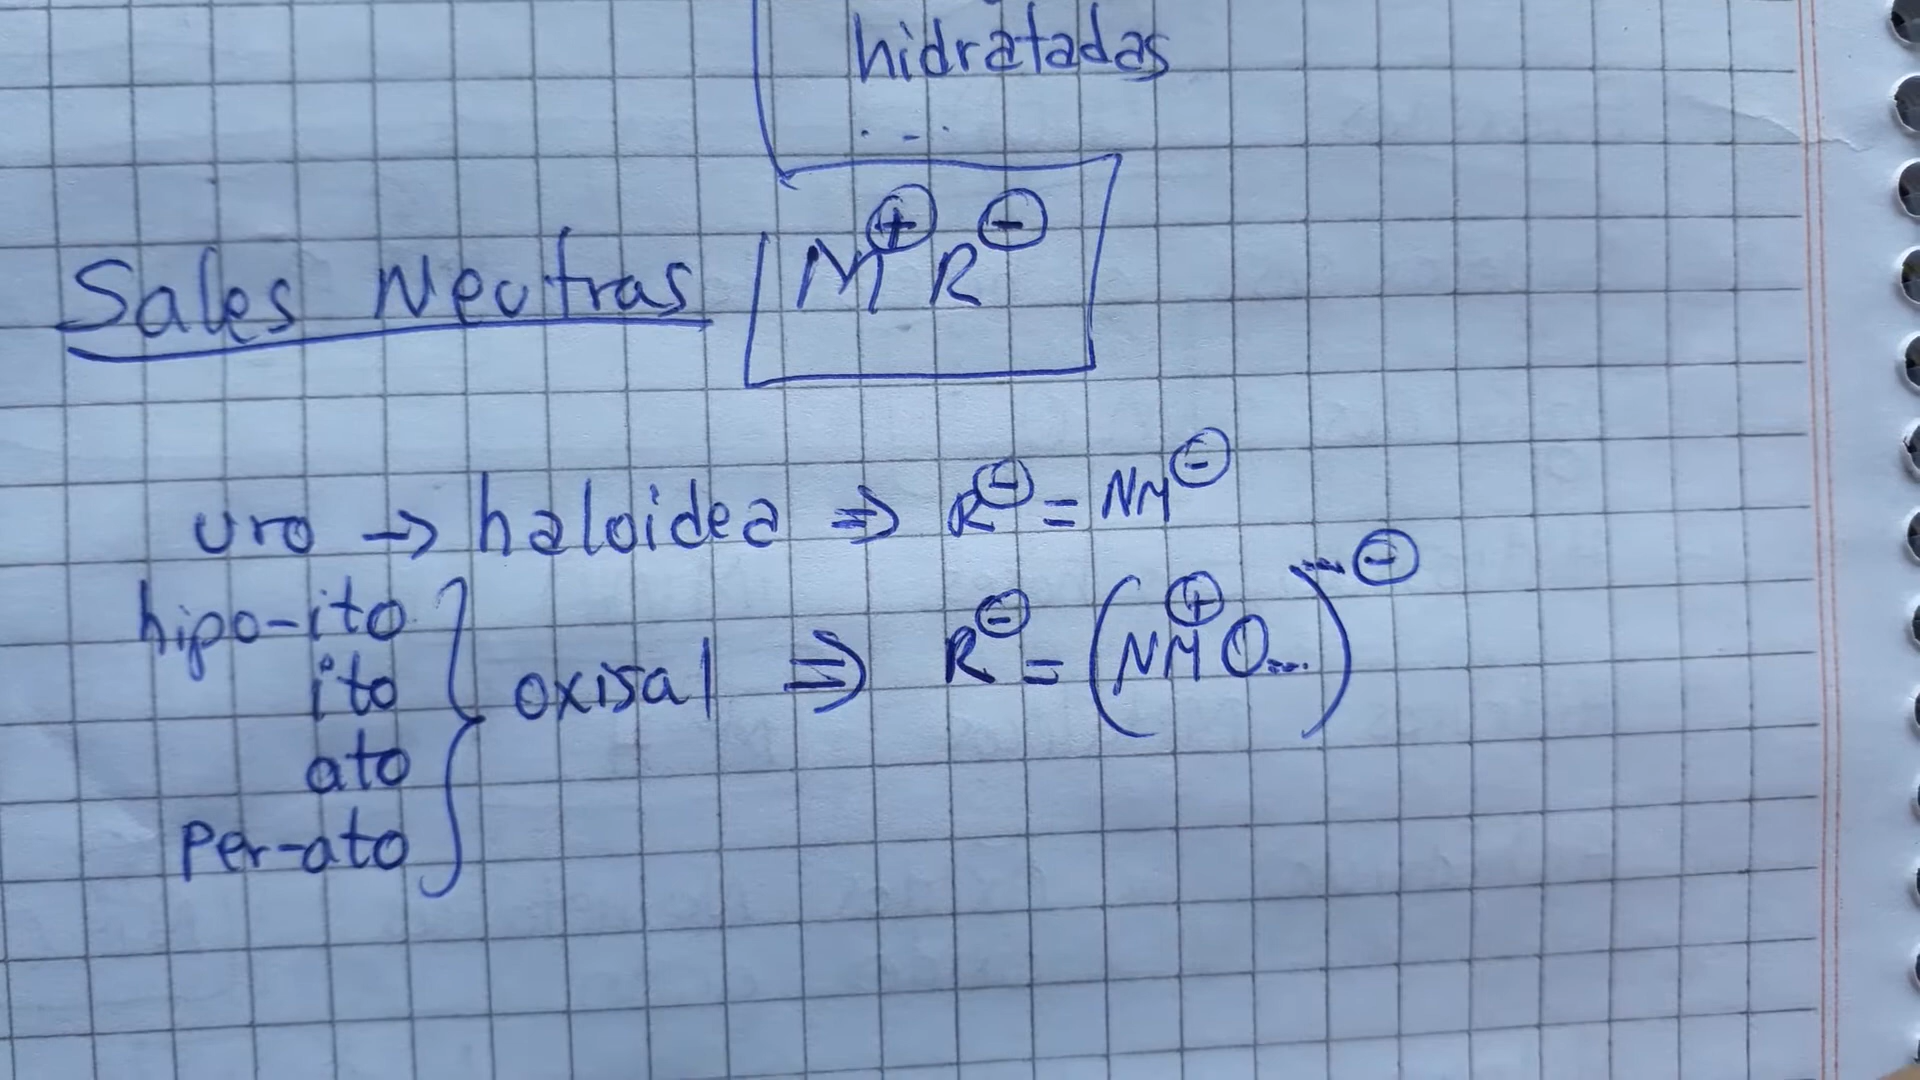 hidratadas
...
Sales Neutras M⊕ R⊖
uro → haloidea ⇒ R⊖ = NM⊖
hipo-ito
ito
ato
per-ato
} oxisal ⇒ R⊖ = (NM⊕ O...)...⊖